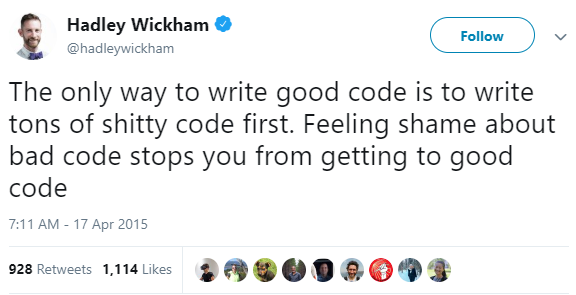 Hadley Wickham
@hadleywickham
Follow
The only way to write good code is to write
tons of shitty code first. Feeling shame about
bad code stops you from getting to good
code
7:11 AM - 17 Apr 2015
928 Retweets 1,114 Likes